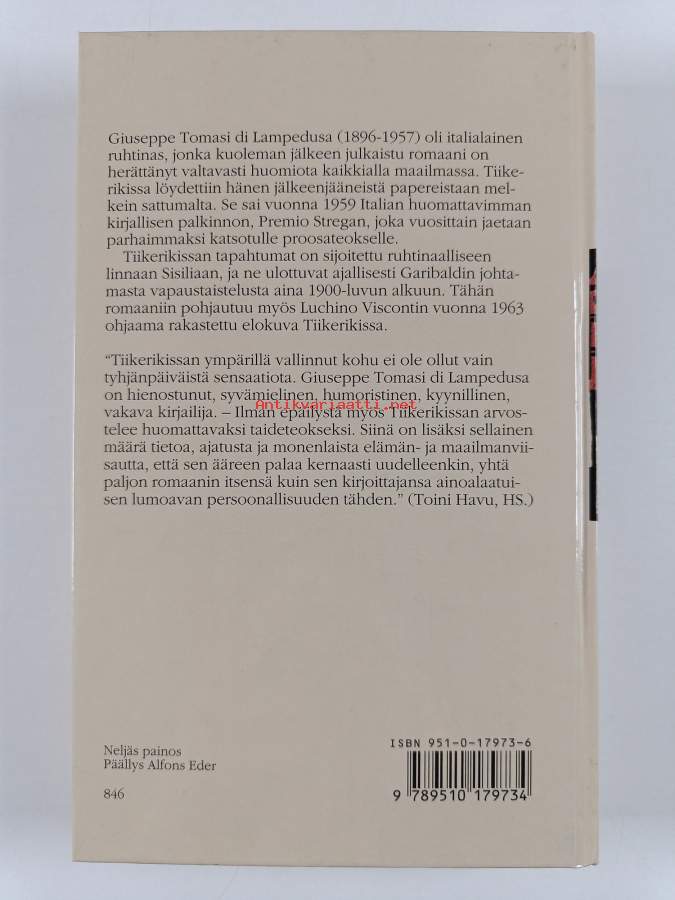 Giuseppe Tomasi di Lampedusa (1896-1957) oli italialainen
ruhtinas, jonka kuoleman jälkeen julkaistu romaani on
herättänyt valtavasti huomiota kaikkialla maailmassa. Tiike-
rikissa löydettiin hänen jälkeenjääneistä papereistaan mel-
kein sattumalta. Se sai vuonna 1959 Italian huomattavimman
kirjallisen palkinnon, Premio Stregan, joka vuosittain jaetaan
parhaimmaksi katsotulle proosateokselle.
Tiikerikissan tapahtumat on sijoitettu ruhtinaalliseen
linnaan Sisiliaan, ja ne ulottuvat ajallisesti Garibaldin johta-
masta vapaustaistelusta aina 1900-luvun alkuun. Tähän
romaaniin pohjautuu myös Luchino Viscontin vuonna 1963
ohjaama rakastettu elokuva Tiikerikissa.
"Tiikerikissan ympärillä vallinnut kohu ei ole ollut vain
tyhjänpäiväistä sensaatiota. Giuseppe Tomasi di Lampedusa
on hienostunut, syvämielinen, humoristinen, kyynillinen,
vakava kirjailija. – Ilman epäilystä myös Tiikerikissan arvos-
Antikvariaatti.net
telee huomattavaksi taideteokseksi. Siinä on lisäksi sellainen
määrä tietoa, ajatusta ja monenlaista elämän- ja maailmanvii-
sautta, että sen ääreen palaa kernaasti uudelleenkin, yhtä
paljon romaanin itsensä kuin sen kirjoittajansa ainoalaatui-
sen lumoavan persoonallisuuden tähden." (Toini Havu, HS.)
Neljäs painos
Päällys Alfons Eder
846
ISBN 951-0-17973-6
9 789510 179734